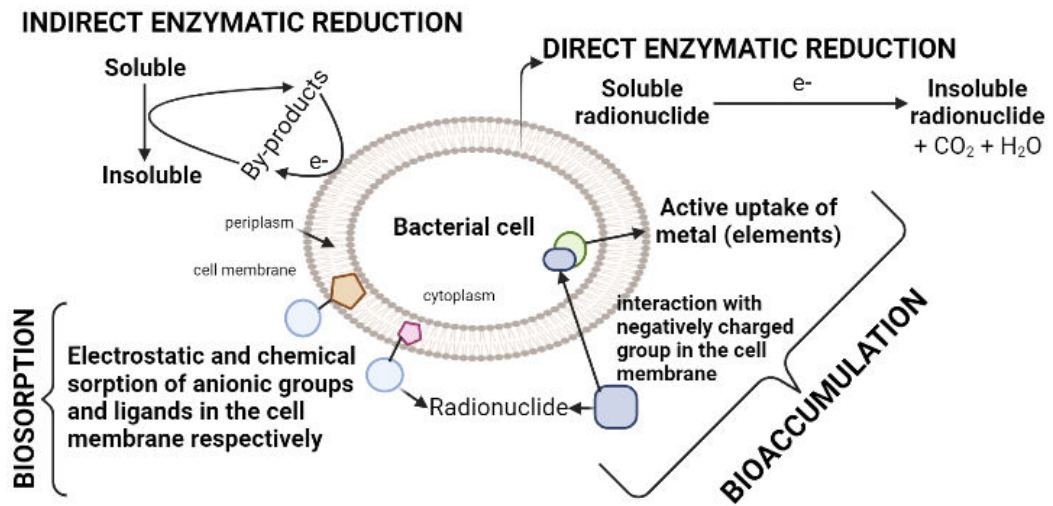 INDIRECT ENZYMATIC REDUCTION
Soluble
Insoluble
By-products
e-
DIRECT ENZYMATIC REDUCTION
Soluble
radionuclide
e-
Insoluble
radionuclide
+ CO₂ + H₂O
periplasm
cell membrane
Bacterial cell
cytoplasm
Active uptake of
metal (elements)
interaction with
negatively charged
group in the cell
membrane
BIOACCUMULATION
BIOSORPTION
Electrostatic and chemical
sorption of anionic groups
and ligands in the cell
membrane respectively
Radionuclide